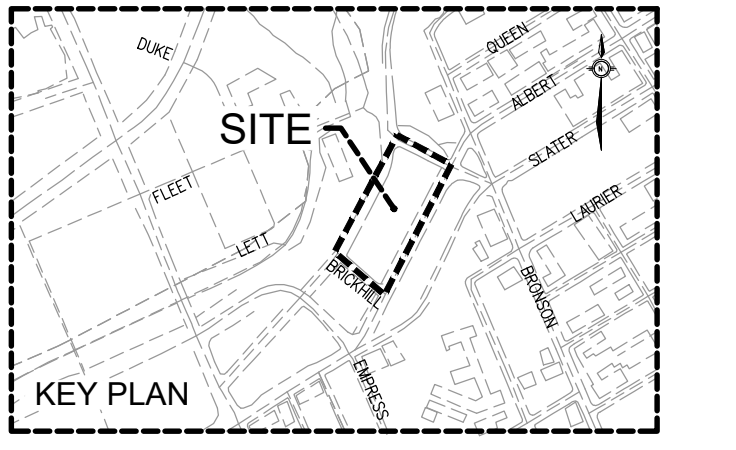 DUKE
QUEEN
N
ALBERT
SITE
SLATER
FLEET
LAURIER
LETT
BRICKHILL
BRONSON
KEY PLAN
EMPRESS